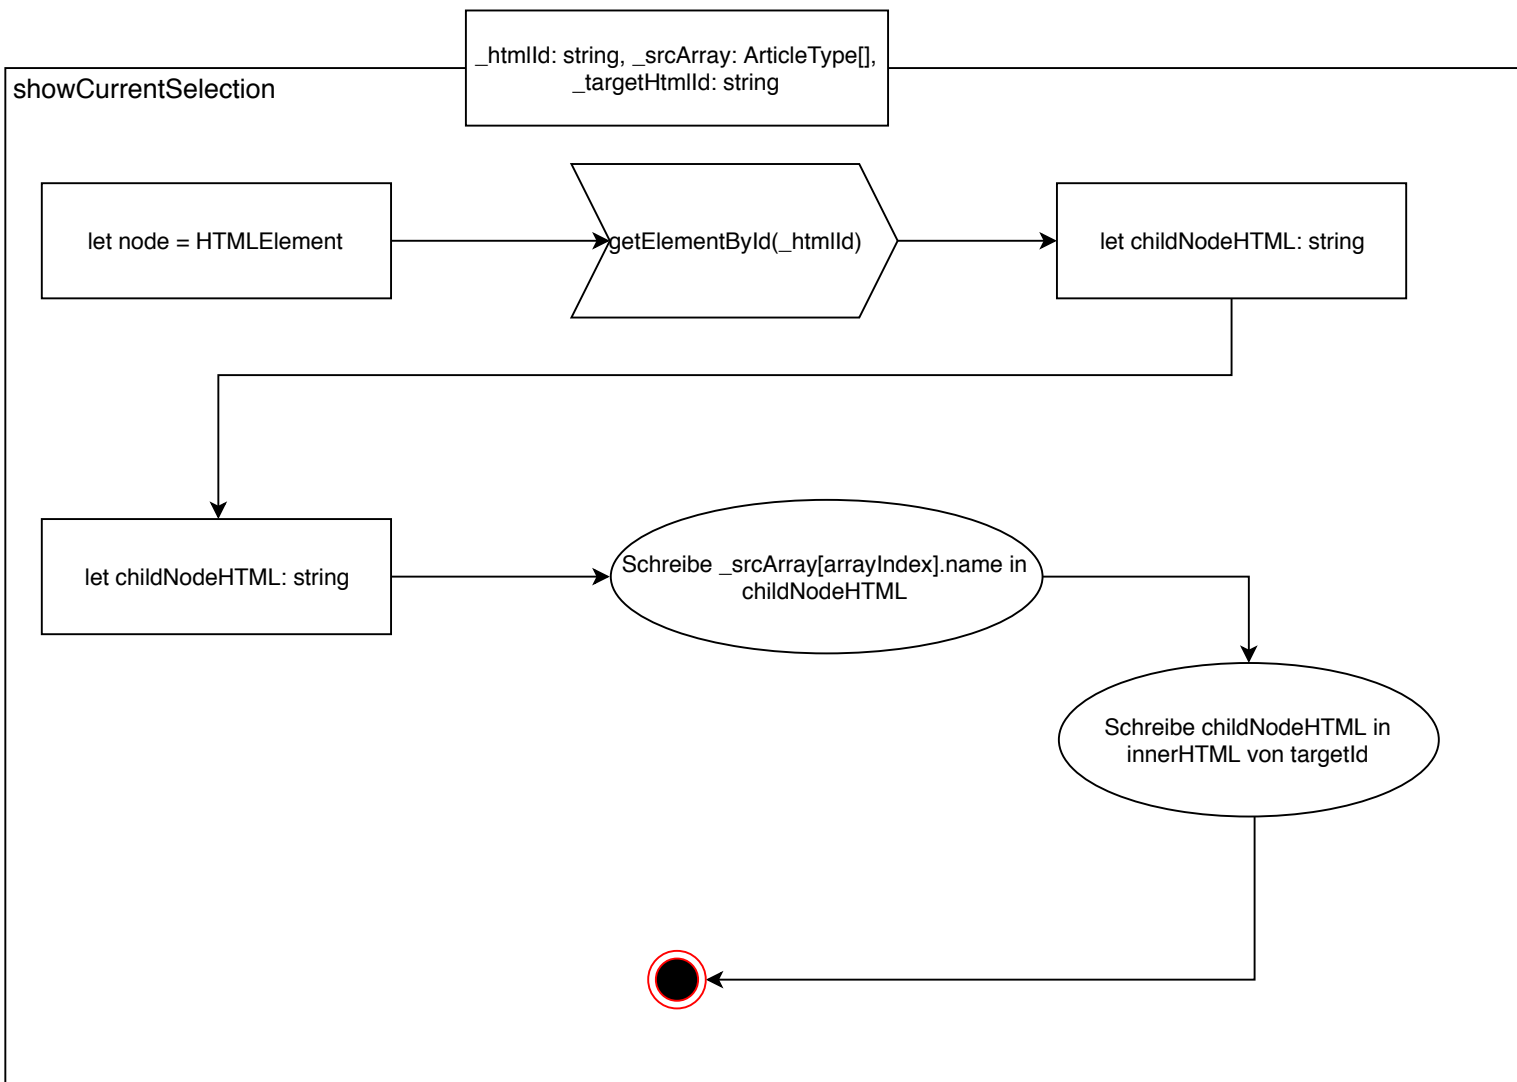 _htmlId: string, _srcArray: ArticleType[],
_targetHtmlId: string
showCurrentSelection
let node = HTMLElement
getElementById(_htmlId)
let childNodeHTML: string
let childNodeHTML: string
Schreibe _srcArray[arrayIndex].name in
childNodeHTML
Schreibe childNodeHTML in
innerHTML von targetId